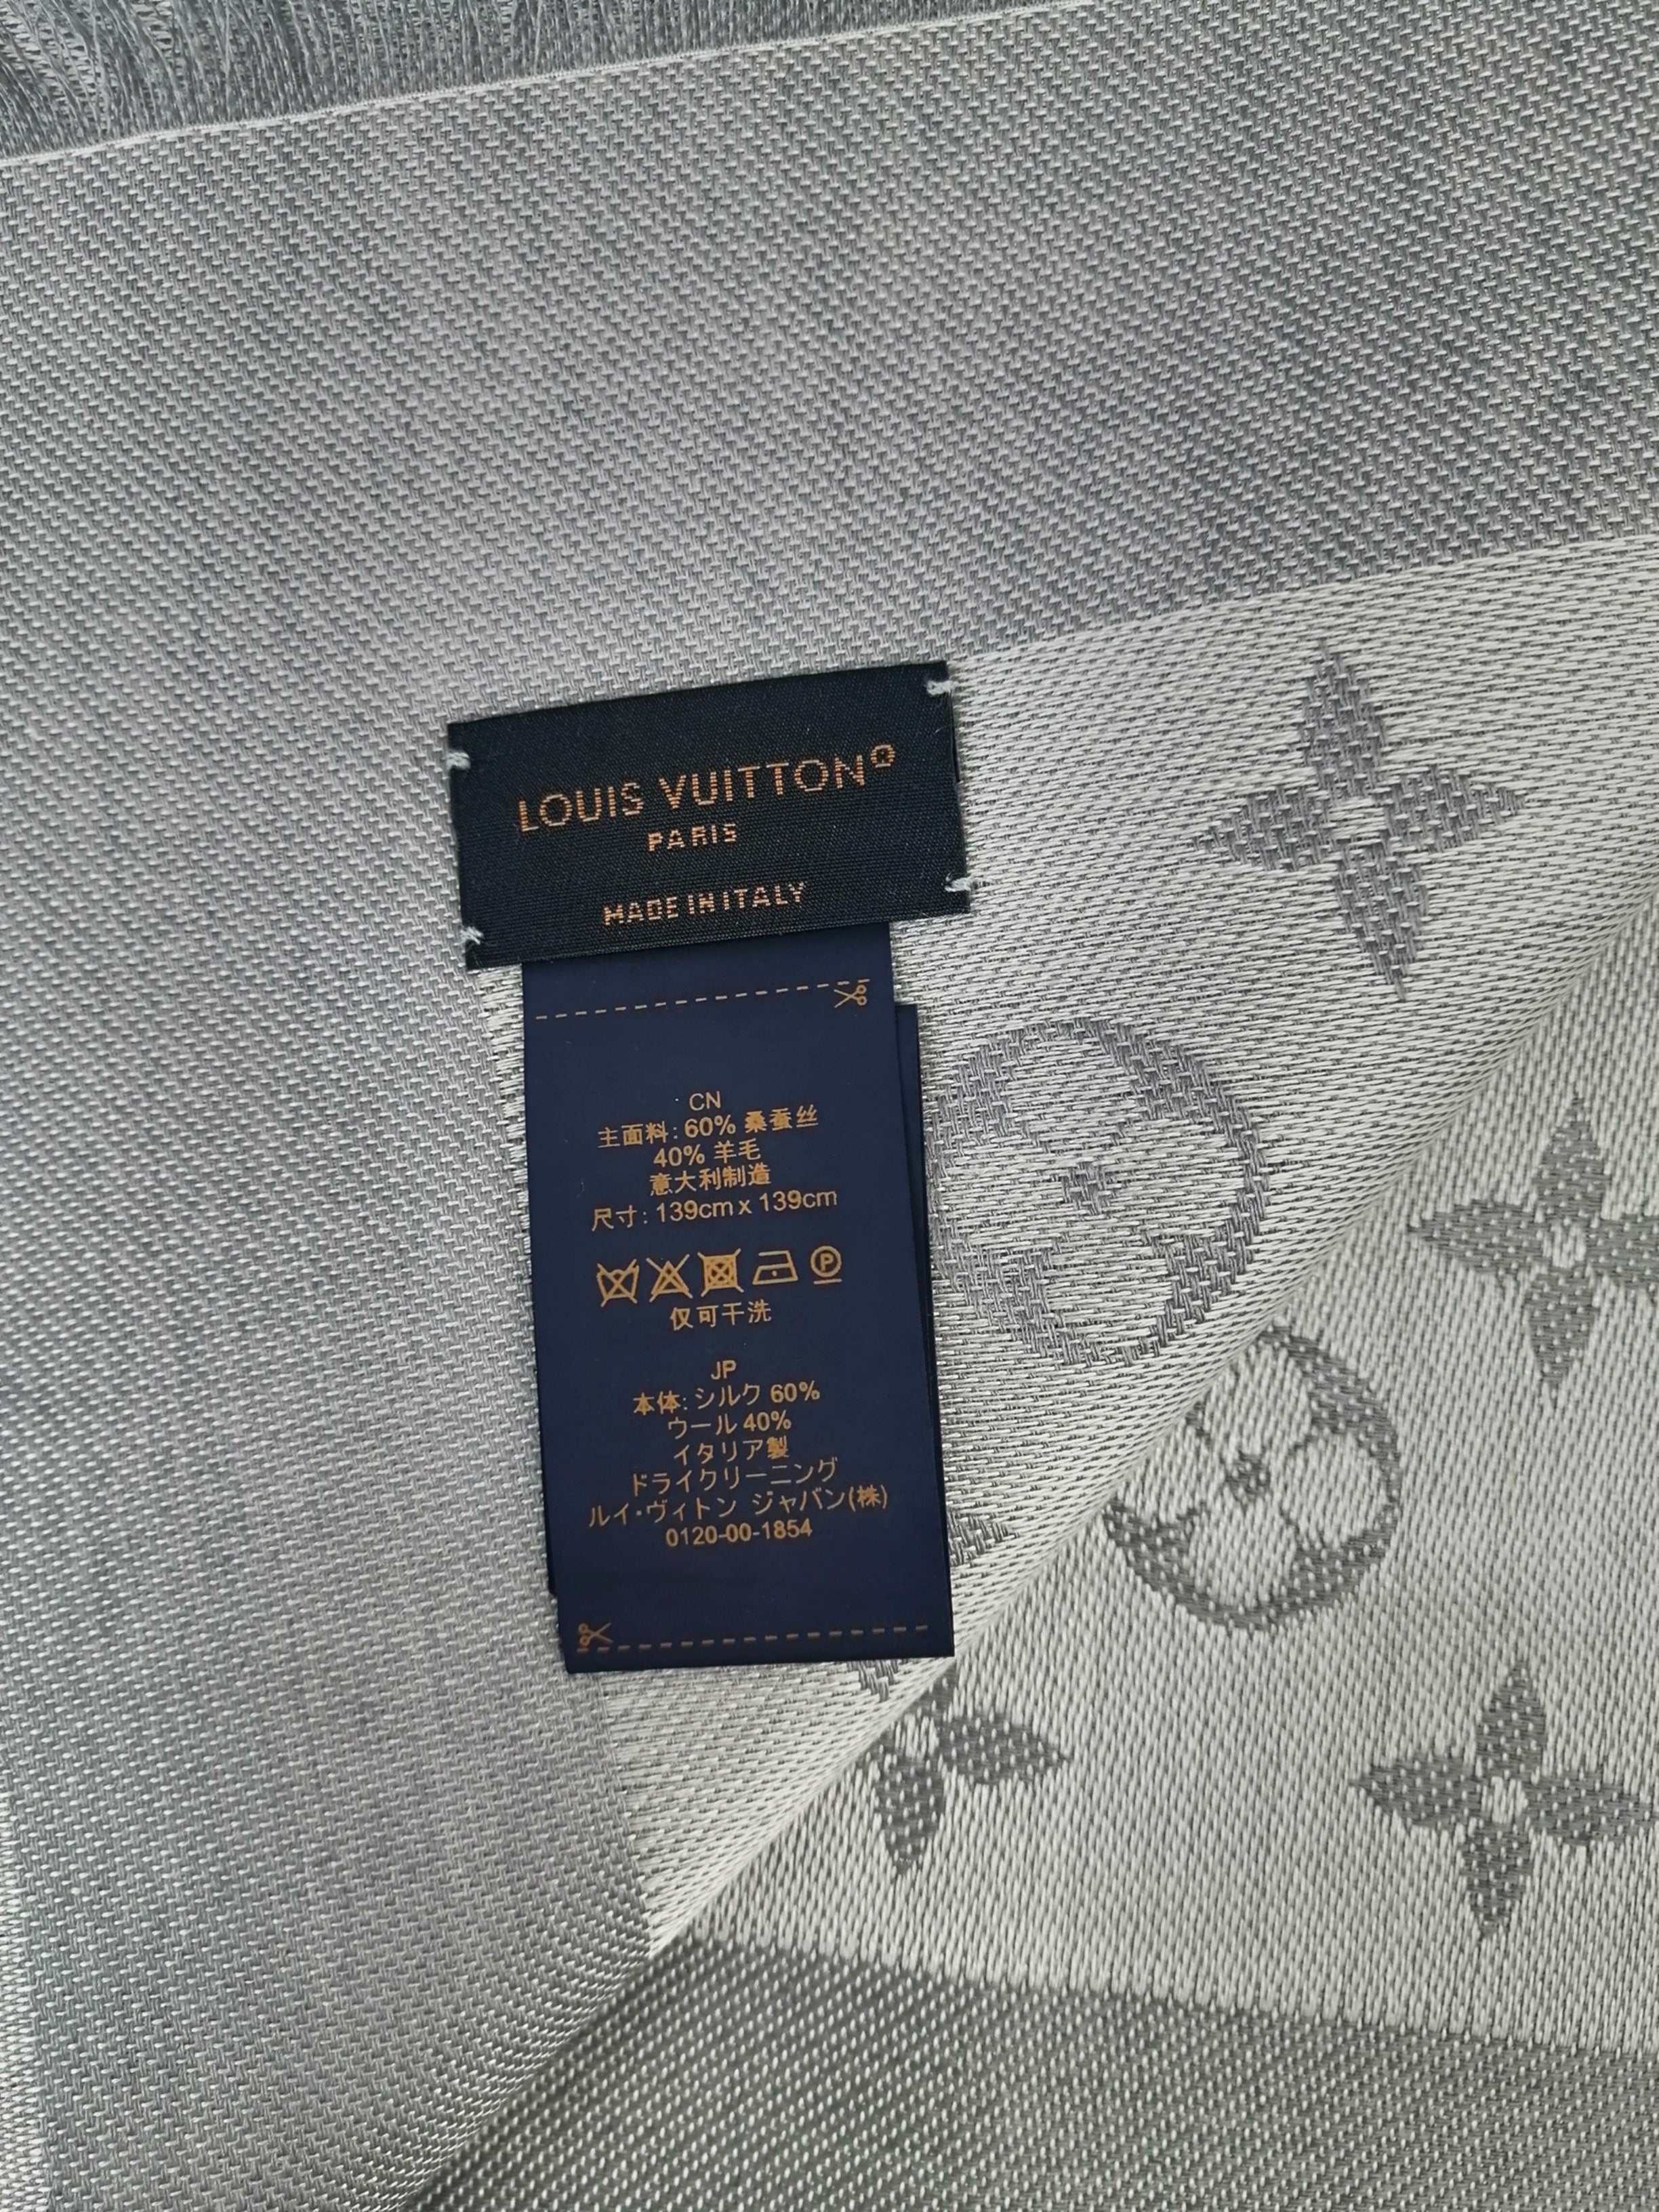 LOUIS VUITTON®
PARIS
MADE IN ITALY
CN
主面料: 60% 桑蚕丝
40% 羊毛
意大利制造
尺寸: 139cm x 139cm
P
仅可干洗
JP
本体: シルク 60%
ウール 40%
イタリア製
ドライクリーニング
ルイ・ヴィトン ジャパン(株)
0120-00-1854